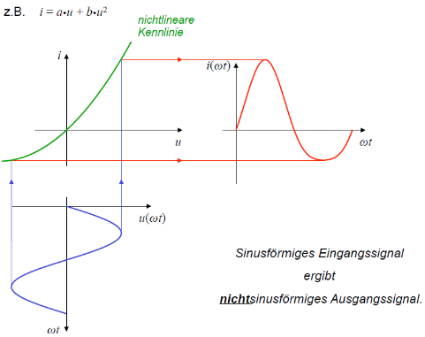 z.B. i = a•u + b•u²
nichtlineare
Kennlinie
i
i(ωt)
u
ωt
u(ωt)
ωt
Sinusförmiges Eingangssignal
ergibt
nichtsinusförmiges Ausgangssignal.